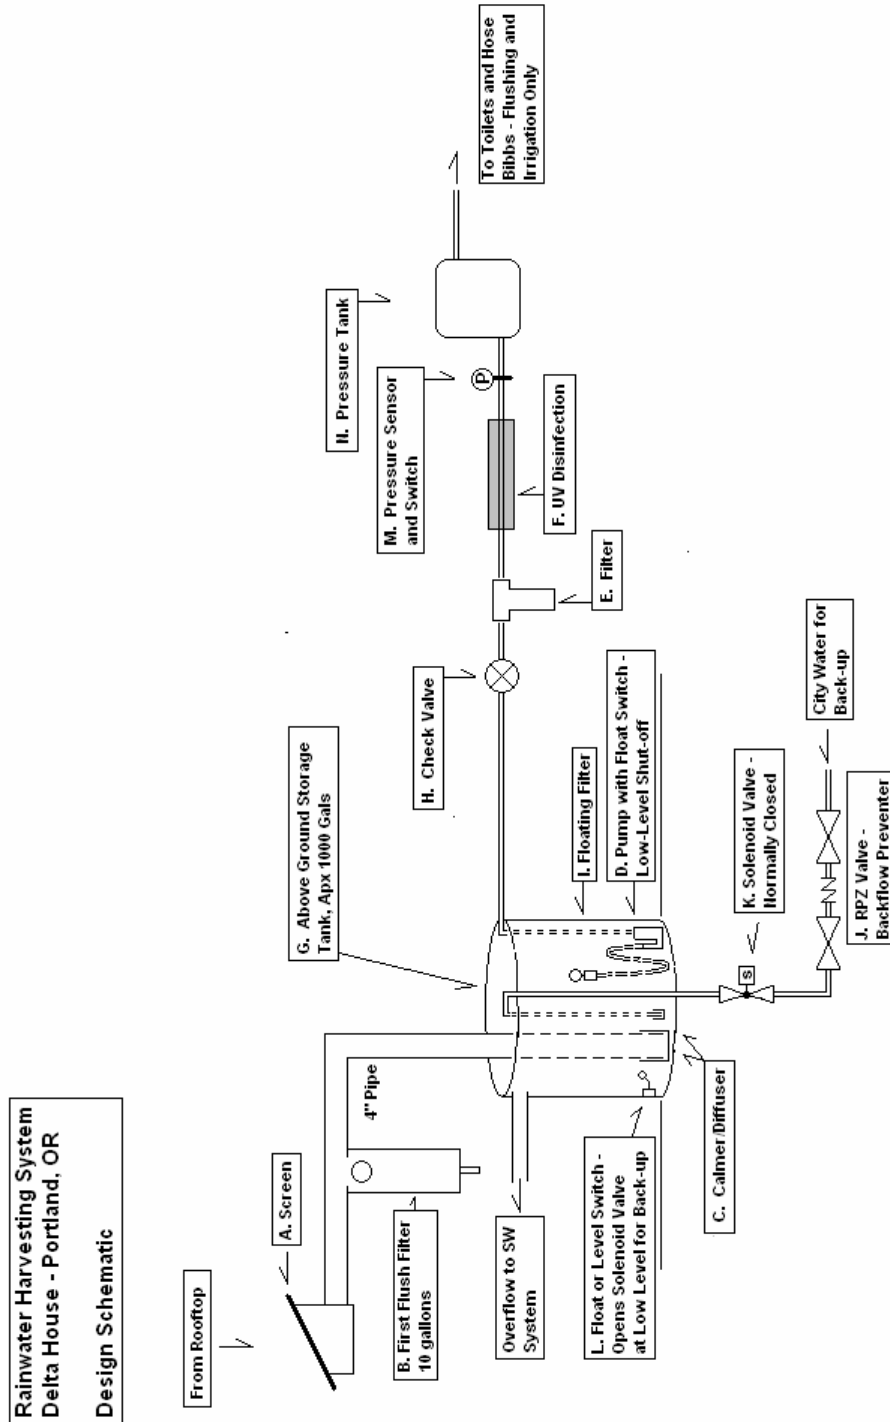 Rainwater Harvesting System
Delta House - Portland, OR
Design Schematic
From Rooftop
A. Screen
4" Pipe
B. First Flush Filter
10 gallons
Overflow to SW
System
L. Float or Level Switch -
Opens Solenoid Valve
at Low Level for Back-up
C. Calmer/Diffuser
G. Above Ground Storage
Tank, Apx 1000 Gals
I. Floating Filter
D. Pump with Float Switch -
Low-Level Shut-off
S
K. Solenoid Valve -
Normally Closed
J. RPZ Valve -
Backflow Preventer
City Water for
Back-up
H. Check Valve
E. Filter
F. UV Disinfection
M. Pressure Sensor
and Switch
P
N. Pressure Tank
To Toilets and Hose
Bibbs - Flushing and
Irrigation Only